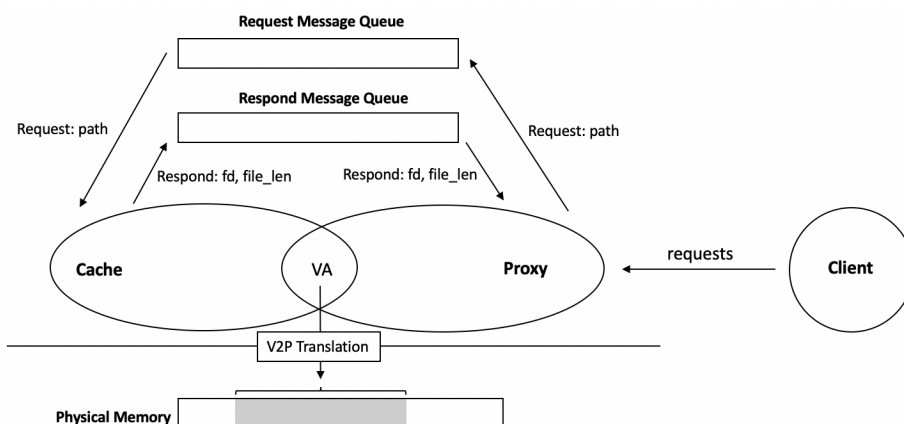 Request Message Queue
Respond Message Queue
Request: path
Request: path
Respond: fd, file_len
Respond: fd, file_len
requests
Cache
VA
Proxy
Client
V2P Translation
Physical Memory